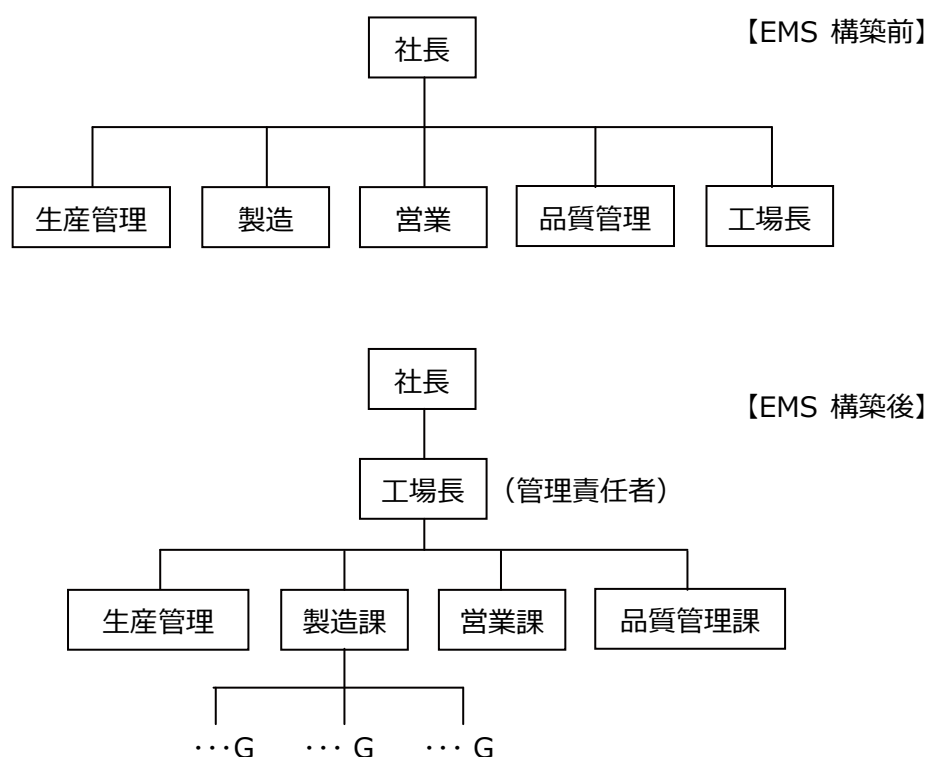 【EMS 構築前】
社長
生産管理
製造
営業
品質管理
工場長
社長
【EMS 構築後】
工場長 （管理責任者）
生産管理
製造課
営業課
品質管理課
･･･G
･･･ G
･･･ G